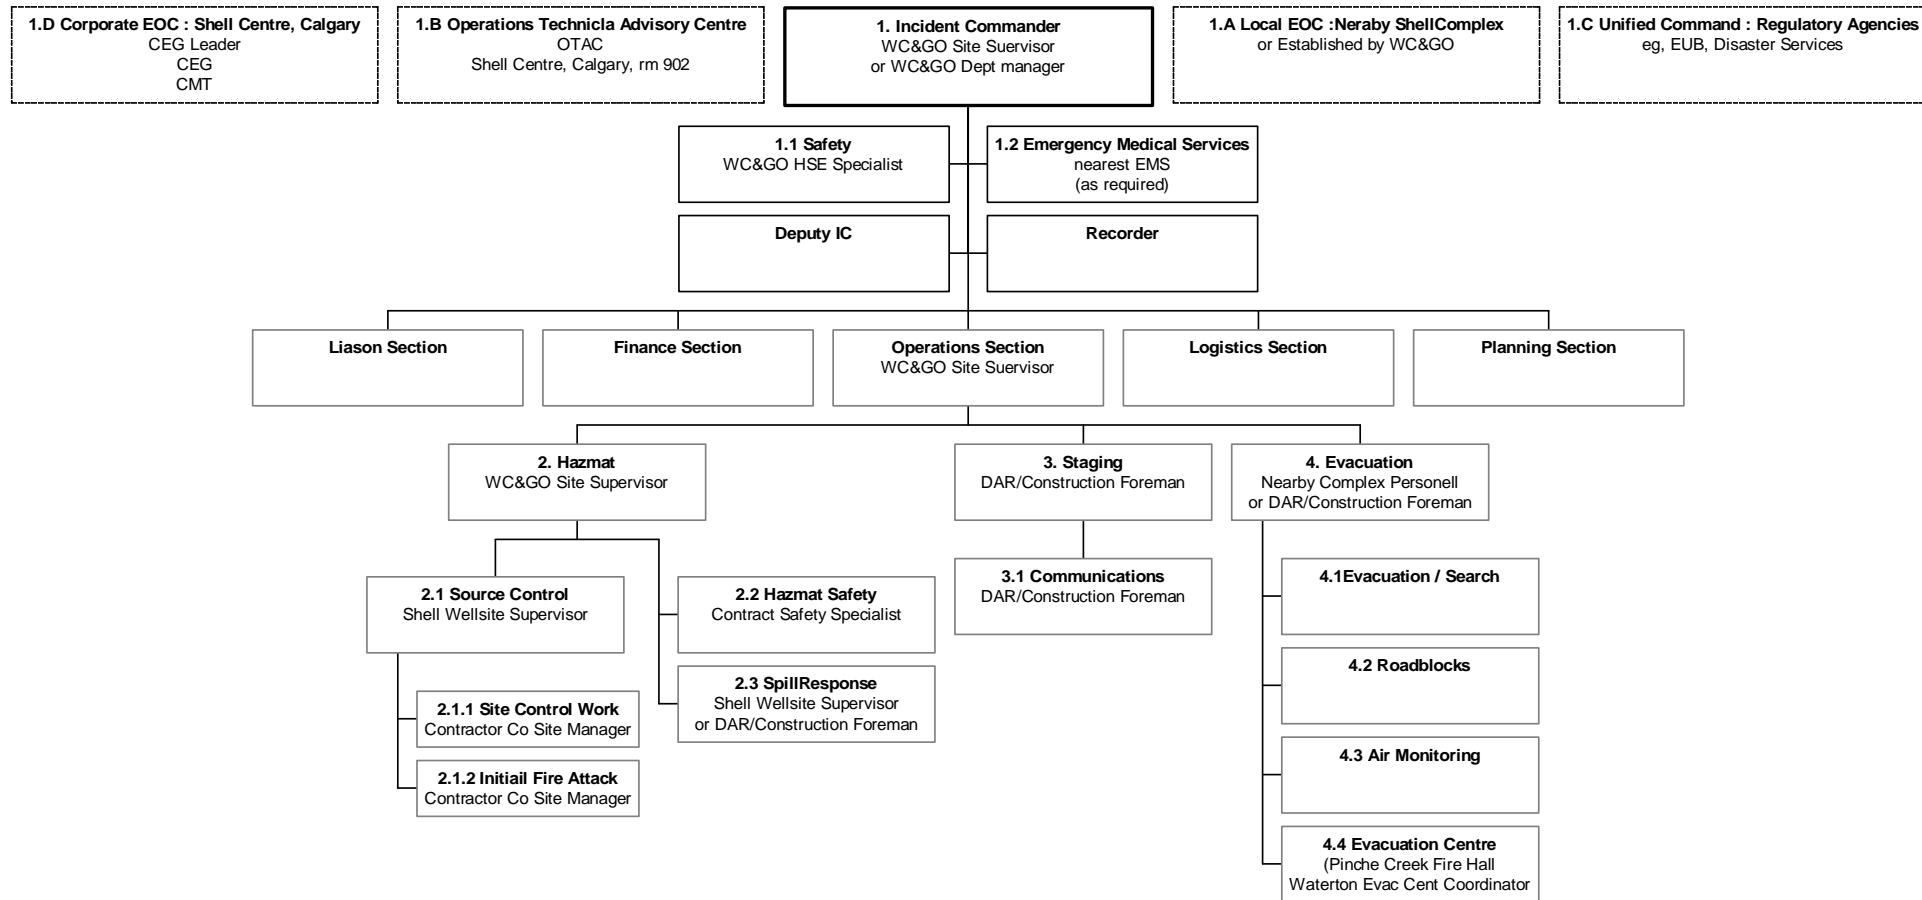 1.D Corporate EOC : Shell Centre, Calgary
CEG Leader
CEG
CMT
1.B Operations Technicla Advisory Centre
OTAC
Shell Centre, Calgary, rm 902
1. Incident Commander
WC&GO Site Suervisor
or WC&GO Dept manager
1.A Local EOC :Neraby ShellComplex
or Established by WC&GO
1.C Unified Command : Regulatory Agencies
eg, EUB, Disaster Services
1.1 Safety
WC&GO HSE Specialist
1.2 Emergency Medical Services
nearest EMS
(as required)
Deputy IC
Recorder
Liason Section
Finance Section
Operations Section
WC&GO Site Suervisor
Logistics Section
Planning Section
2. Hazmat
WC&GO Site Supervisor
3. Staging
DAR/Construction Foreman
4. Evacuation
Nearby Complex Personell
or DAR/Construction Foreman
2.1 Source Control
Shell Wellsite Supervisor
2.2 Hazmat Safety
Contract Safety Specialist
3.1 Communications
DAR/Construction Foreman
4.1Evacuation / Search
2.3 SpillResponse
Shell Wellsite Supervisor
or DAR/Construction Foreman
4.2 Roadblocks
2.1.1 Site Control Work
Contractor Co Site Manager
2.1.2 Initiail Fire Attack
Contractor Co Site Manager
4.3 Air Monitoring
4.4 Evacuation Centre
(Pinche Creek Fire Hall
Waterton Evac Cent Coordinator